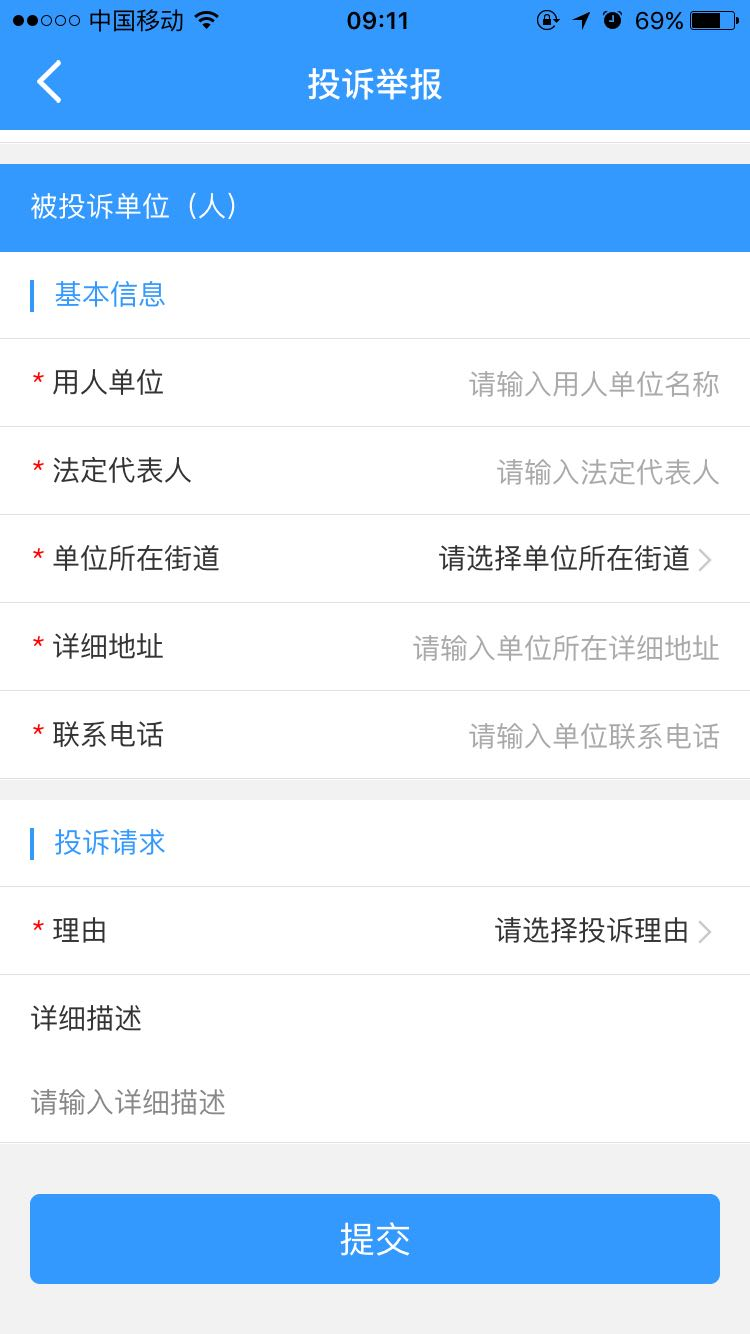 中国移动 09:11 69%
投诉举报
被投诉单位（人）
基本信息
* 用人单位 请输入用人单位名称
* 法定代表人 请输入法定代表人
* 单位所在街道 请选择单位所在街道
* 详细地址 请输入单位所在详细地址
* 联系电话 请输入单位联系电话
投诉请求
* 理由 请选择投诉理由
详细描述
请输入详细描述
提交